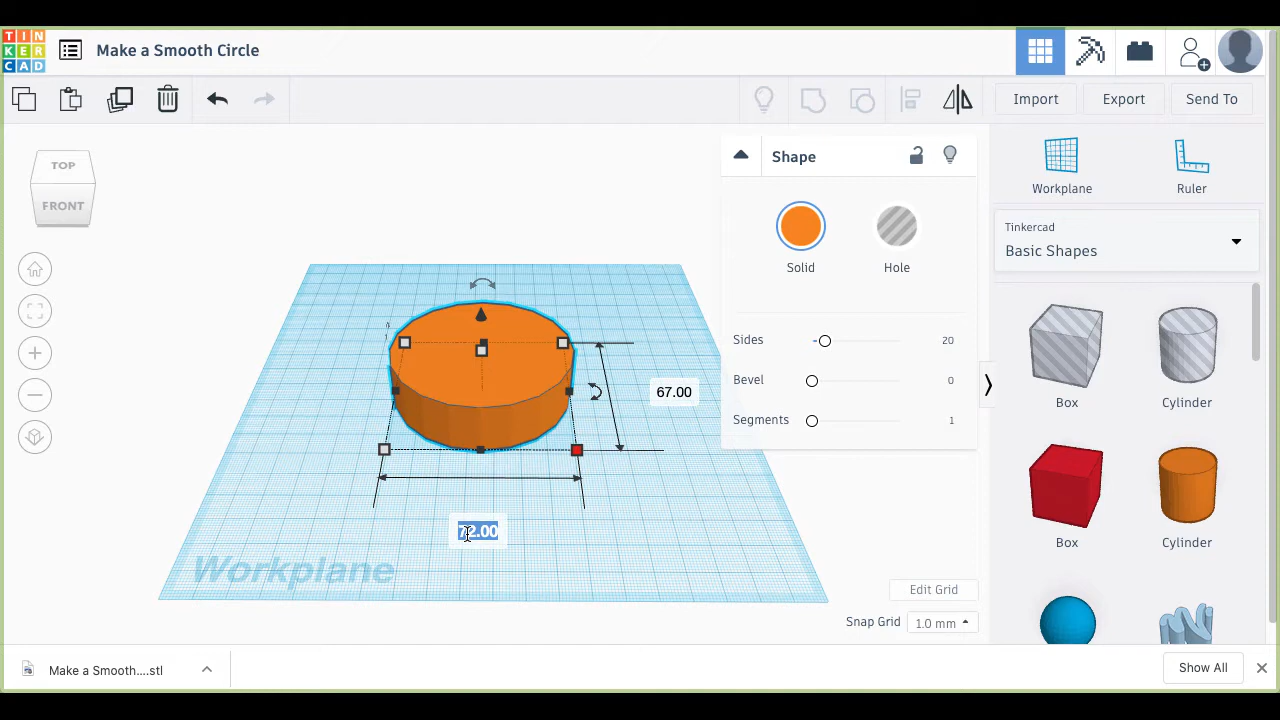 TIN
KER
CAD
Make a Smooth Circle
Import
Export
Send To
TOP
FRONT
Shape
Solid
Hole
Sides
20
Bevel
0
Segments
1
Workplane
Ruler
Tinkercad
Basic Shapes
Box
Cylinder
Box
Cylinder
67.00
72.00
Workplane
Edit Grid
Snap Grid
1.0 mm
Make a Smooth....stl
Show All